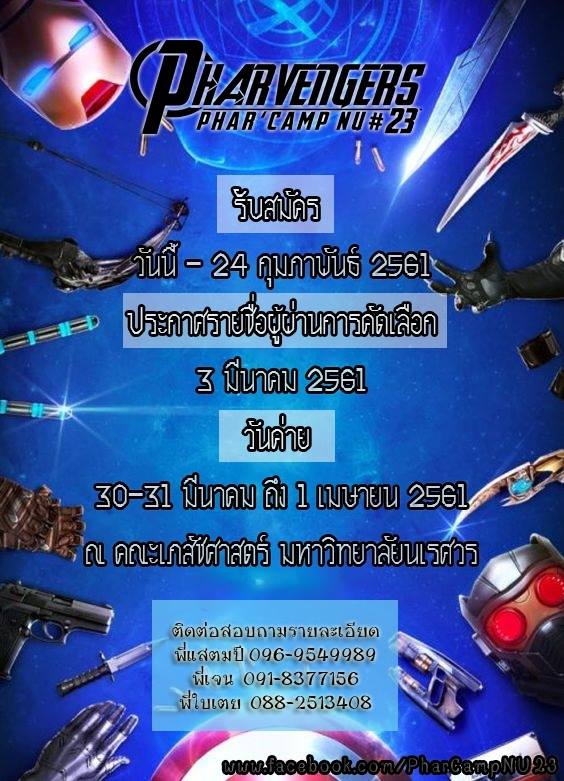 PHARVENGERS
PHAR'CAMP NU#23
รับสมัคร
วันนี้ - 24 กุมภาพันธ์ 2561
ประกาศรายชื่อผู้ผ่านการคัดเลือก
3 มีนาคม 2561
วันค่าย
30-31 มีนาคม ถึง 1 เมษายน 2561
ณ คณะเภสัชศาสตร์ มหาวิทยาลัยนเรศวร
ติดต่อสอบถามรายละเอียด
พี่แสตมป์ 096-9549989
พี่เจน 091-8377156
พี่ใบเตย 088-2513408
www.facebook.com/PharCampNU23